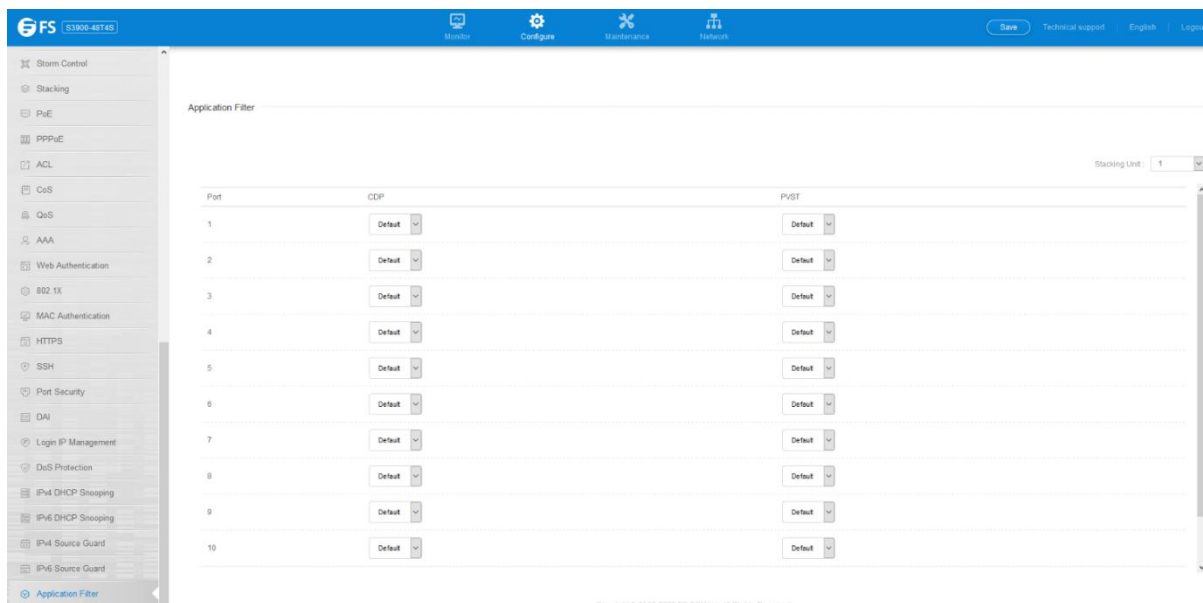 FS S3900-48T4S
Monitor
Configure
Maintenance
Network
Save
Technical support
English
Storm Control
Stacking
PoE
PPPoE
ACL
CoS
QoS
AAA
Web Authentication
802.1X
MAC Authentication
HTTPS
SSH
Port Security
DAI
Login IP Management
DoS Protection
IPv4 DHCP Snooping
IPv6 DHCP Snooping
IPv4 Source Guard
IPv6 Source Guard
Application Filter
Application Filter
Stacking Unit : 1
Port CDP PVST
1 Default Default
2 Default Default
3 Default Default
4 Default Default
5 Default Default
6 Default Default
7 Default Default
8 Default Default
9 Default Default
10 Default Default